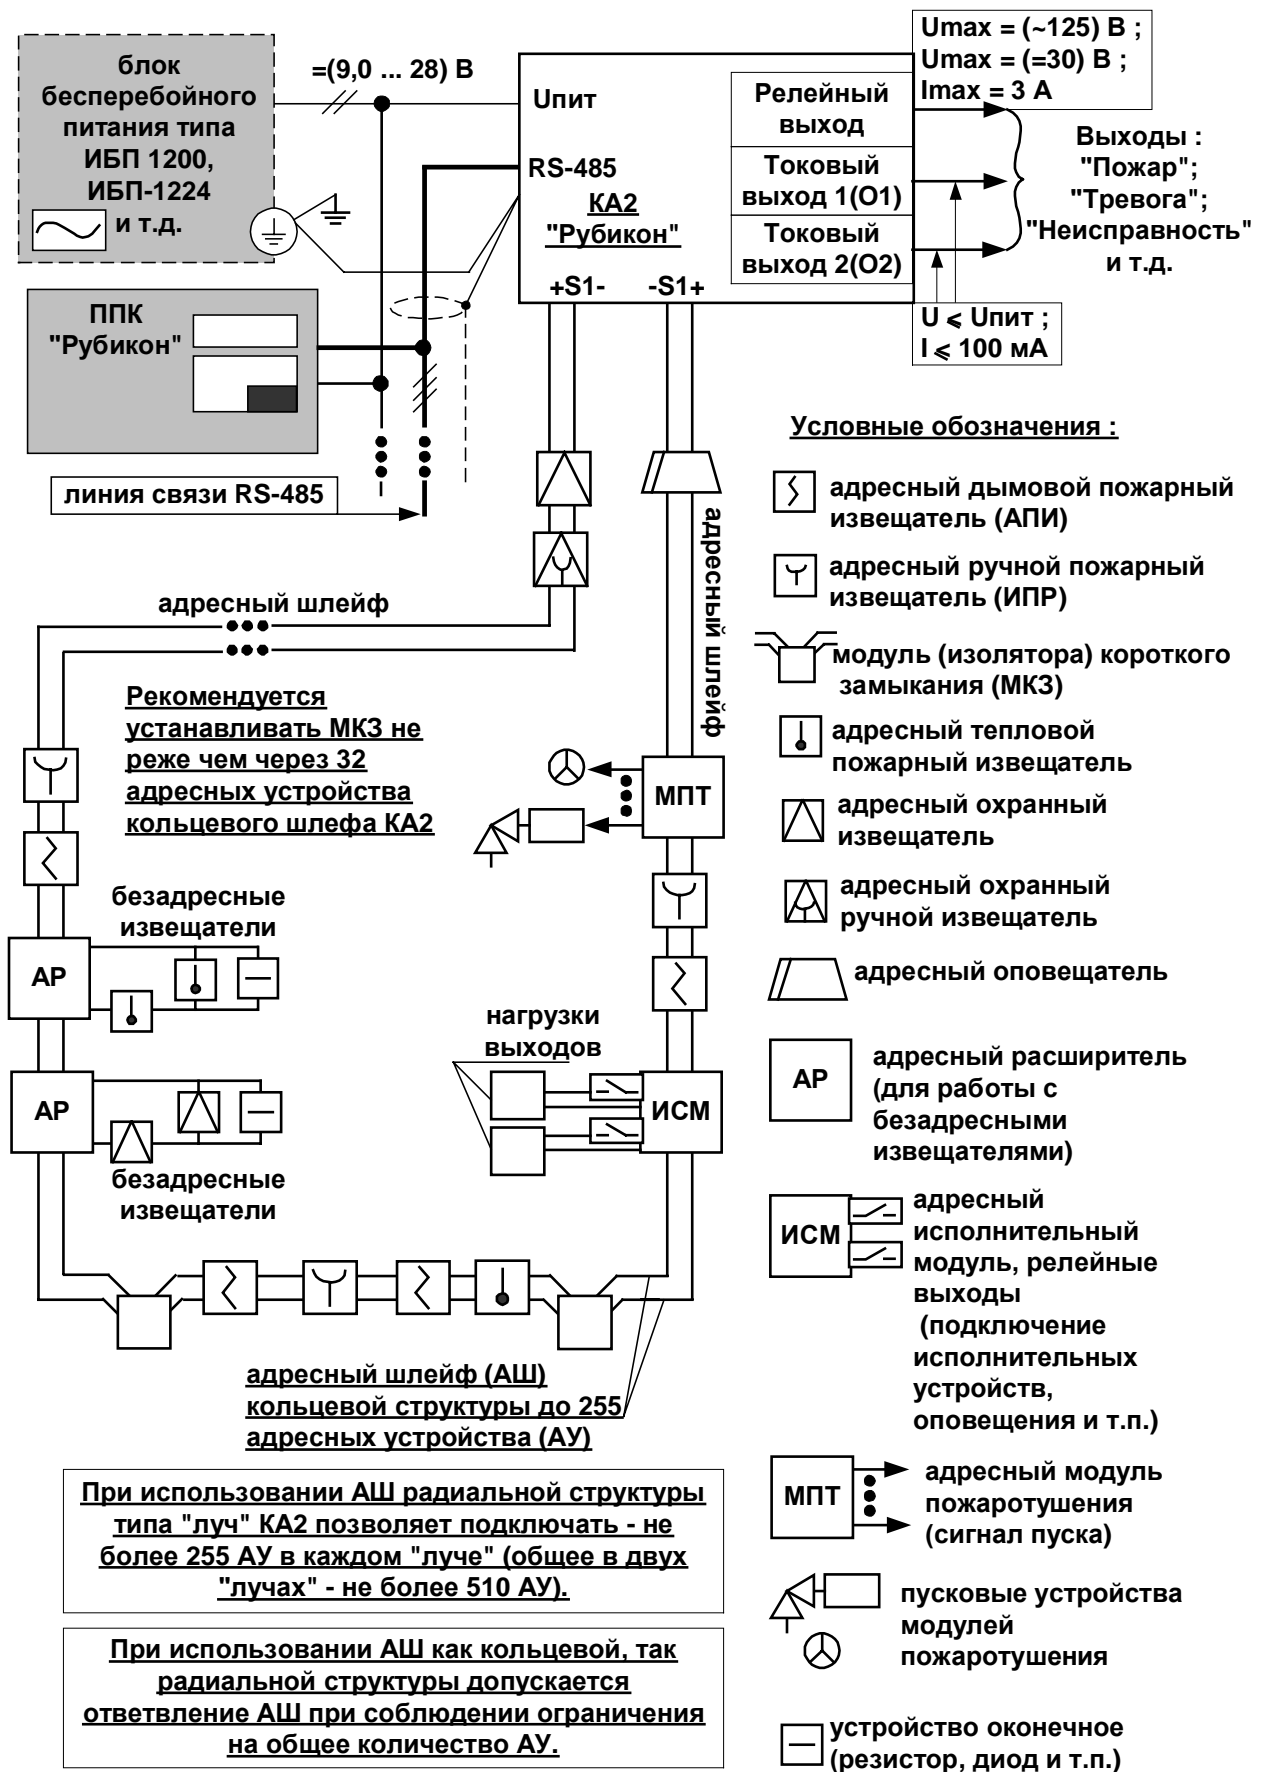 блок
бесперебойного
питания типа
ИБП 1200,
ИБП-1224
и т.д.
=(9,0 ... 28) В
Uпит
RS-485
КА2
"Рубикон"
+S1-
-S1+
Релейный
выход
Токовый
выход 1(О1)
Токовый
выход 2(О2)
Umax = (~125) В ;
Umax = (=30) В ;
Imax = 3 А
Выходы :
"Пожар";
"Тревога";
"Неисправность"
и т.д.
U ⩽ Uпит ;
I ⩽ 100 мА
ППК
"Рубикон"
линия связи RS-485
адресный шлейф
адресный шлейф
Рекомендуется
устанавливать МКЗ не
реже чем через 32
адресных устройства
кольцевого шлефа КА2
МПТ
безадресные
извещатели
АР
АР
безадресные
извещатели
нагрузки
выходов
ИСМ
адресный шлейф (АШ)
кольцевой структуры до 255
адресных устройства (АУ)
При использовании АШ радиальной структуры
типа "луч" КА2 позволяет подключать - не
более 255 АУ в каждом "луче" (общее в двух
"лучах" - не более 510 АУ).
При использовании АШ как кольцевой, так
радиальной структуры допускается
ответвление АШ при соблюдении ограничения
на общее количество АУ.
Условные обозначения :
адресный дымовой пожарный
извещатель (АПИ)
адресный ручной пожарный
извещатель (ИПР)
модуль (изолятора) короткого
замыкания (МКЗ)
адресный тепловой
пожарный извещатель
адресный охранный
извещатель
адресный охранный
ручной извещатель
адресный оповещатель
АР
адресный расширитель
(для работы с
безадресными
извещателями)
ИСМ
адресный
исполнительный
модуль, релейные
выходы
(подключение
исполнительных
устройств,
оповещения и т.п.)
МПТ
адресный модуль
пожаротушения
(сигнал пуска)
пусковые устройства
модулей
пожаротушения
устройство оконечное
(резистор, диод и т.п.)